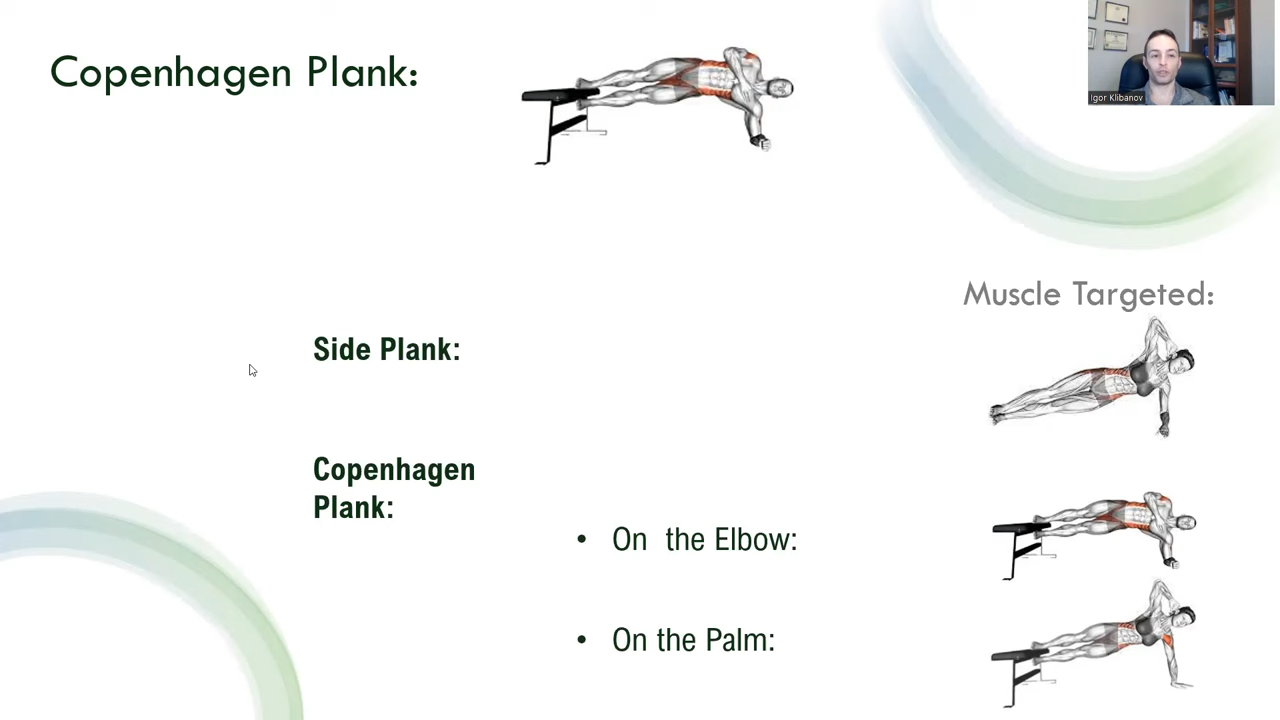 Copenhagen Plank:
Igor Klibanov
Muscle Targeted:
Side Plank:
Copenhagen
Plank:
• On the Elbow:
• On the Palm: